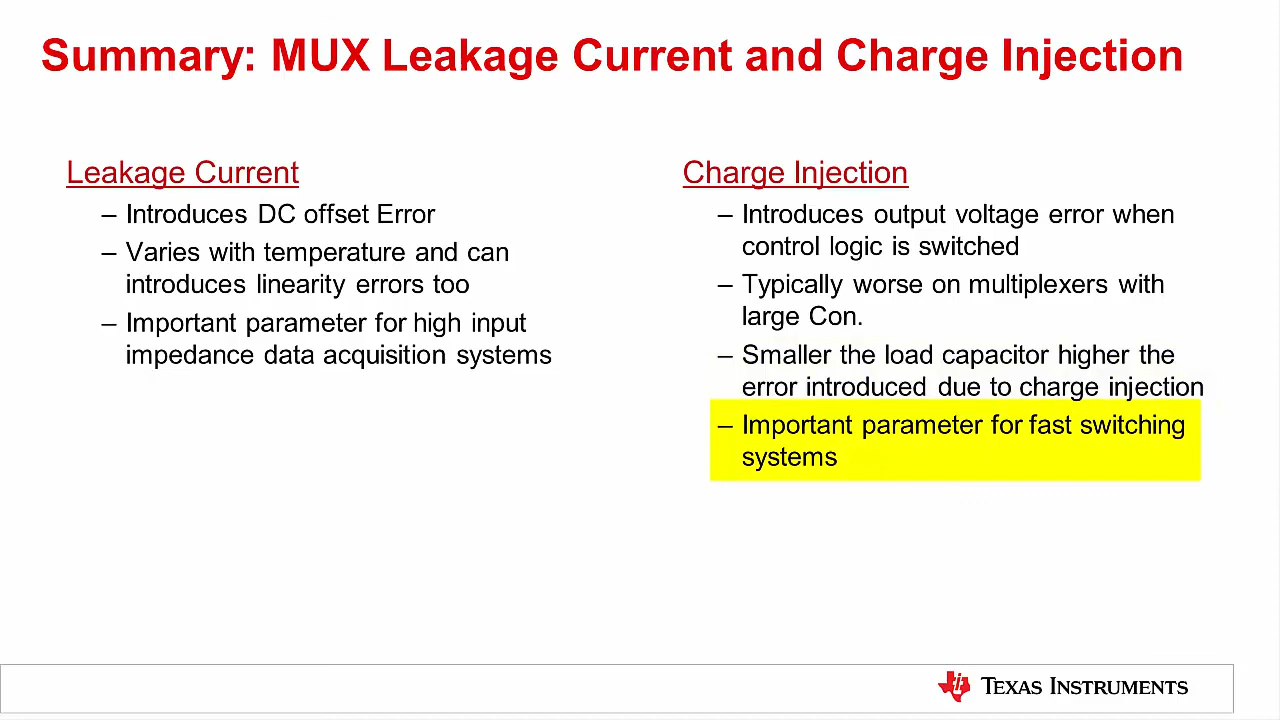 Summary: MUX Leakage Current and Charge Injection
Leakage Current
– Introduces DC offset Error
– Varies with temperature and can
introduces linearity errors too
– Important parameter for high input
impedance data acquisition systems
Charge Injection
– Introduces output voltage error when
control logic is switched
– Typically worse on multiplexers with
large Con.
– Smaller the load capacitor higher the
error introduced due to charge injection
– Important parameter for fast switching
systems
TEXAS INSTRUMENTS